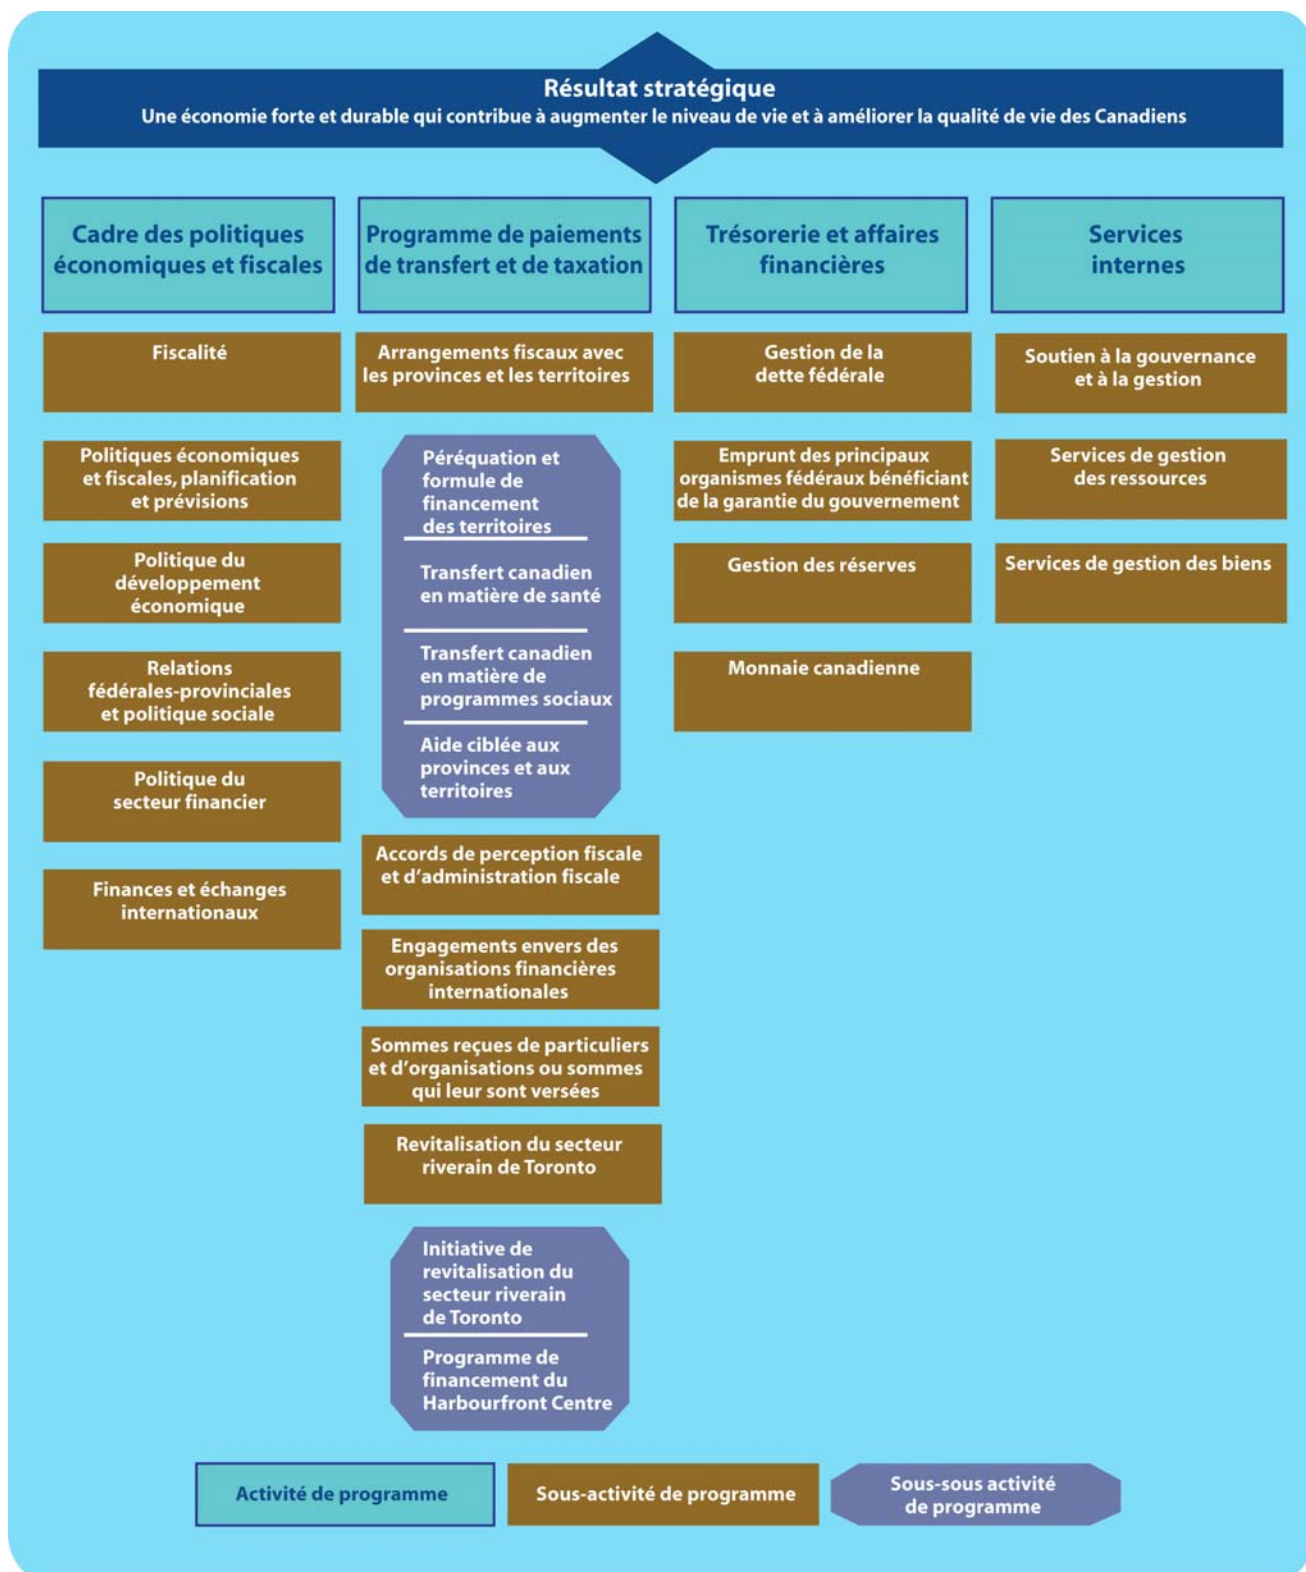 Résultat stratégique
Une économie forte et durable qui contribue à augmenter le niveau de vie et à améliorer la qualité de vie des Canadiens
Cadre des politiques
économiques et fiscales
Fiscalité
Politiques économiques
et fiscales, planification
et prévisions
Politique du
développement
économique
Relations
fédérales-provinciales
et politique sociale
Politique du
secteur financier
Finances et échanges
internationaux
Programme de paiements
de transfert et de taxation
Arrangements fiscaux avec
les provinces et les territoires
Péréquation et
formule de
financement
des territoires
Transfert canadien
en matière de santé
Transfert canadien
en matière de
programmes sociaux
Aide ciblée aux
provinces et aux
territoires
Accords de perception fiscale
et d'administration fiscale
Engagements envers des
organisations financières
internationales
Sommes reçues de particuliers
et d'organisations ou sommes
qui leur sont versées
Revitalisation du secteur
riverain de Toronto
Initiative de
revitalisation du
secteur riverain
de Toronto
Programme de
financement du
Harbourfront Centre
Trésorerie et affaires
financières
Gestion de la
dette fédérale
Emprunt des principaux
organismes fédéraux bénéficiant
de la garantie du gouvernement
Gestion des réserves
Monnaie canadienne
Services
internes
Soutien à la gouvernance
et à la gestion
Services de gestion
des ressources
Services de gestion des biens
Activité de programme
Sous-activité de programme
Sous-sous activité
de programme